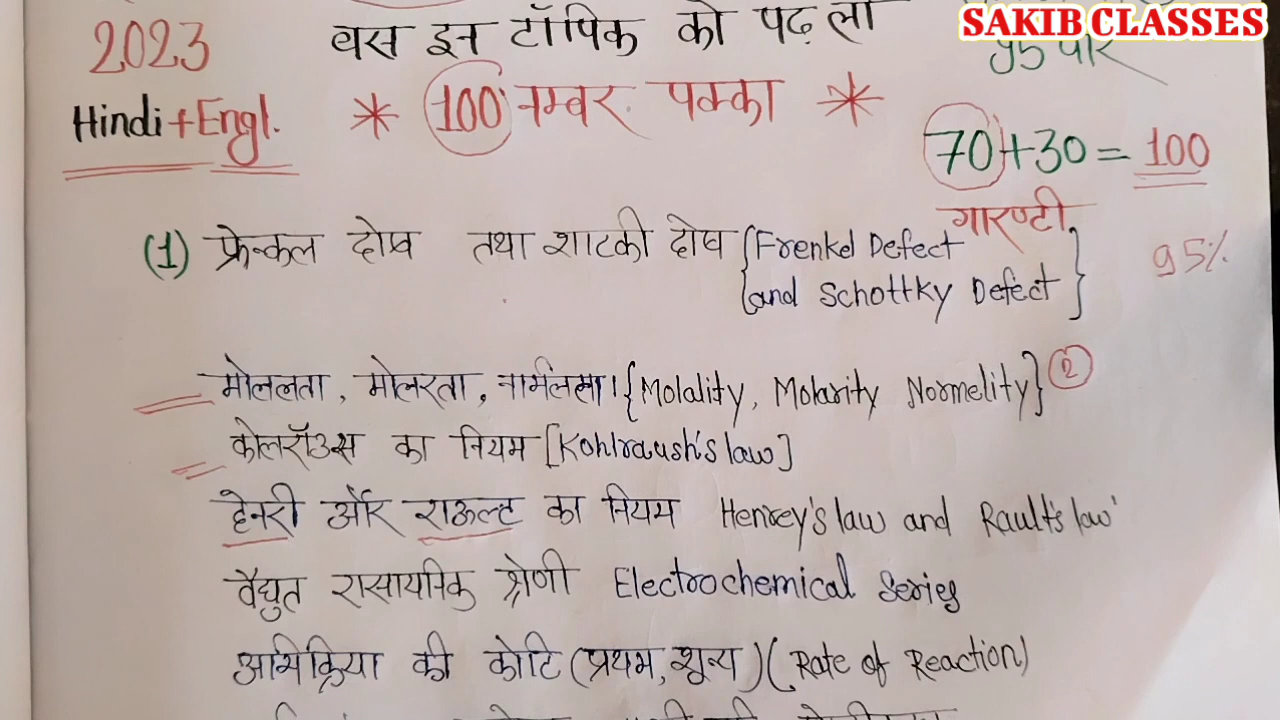 SAKIB CLASSES
2023 बस इन टॉपिक को पढ़ लो
95 पार
Hindi + Engl. * 100 नम्बर पक्का *
70+30=100
गारण्टी
(1) फ्रेन्कल दोष तथा शाटकी दोष {Frenkel Defect
and Schottky Defect}
95%
मोललता, मोलरता, नार्मलता। {Molality, Molarity Normelity} 2
कोलरॉउस का नियम [Kohlraush's law]
हेनरी और राऊल्ट का नियम Henrey's law and Raults law'
वैद्युत रासायनिक श्रेणी Electrochemical Series
अभिक्रिया की कोटि (प्रथम, शून्य) (Rate of Reaction)